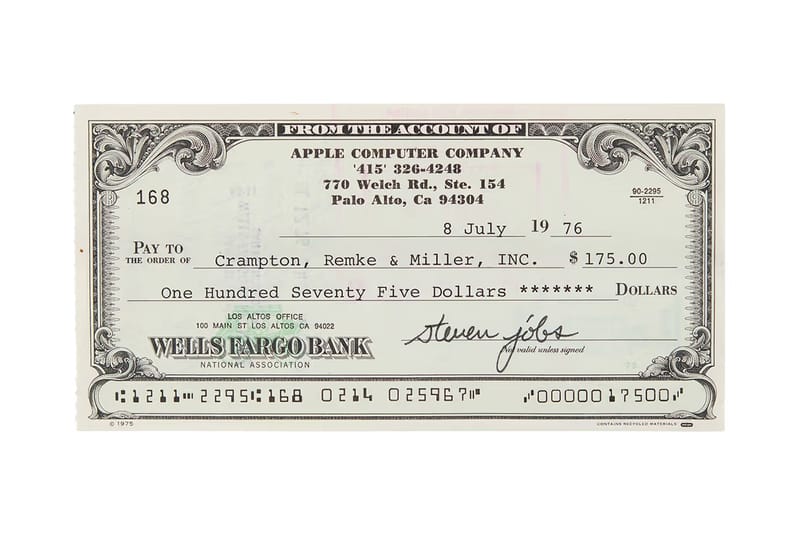 FROM THE ACCOUNT OF
APPLE COMPUTER COMPANY
'415' 326-4248
770 Welch Rd., Ste. 154
Palo Alto, Ca 94304
168
90-2295
1211
8 July 19 76
PAY TO
THE ORDER OF Crampton, Remke & Miller, INC. $ 175.00
One Hundred Seventy Five Dollars ******* DOLLARS
LOS ALTOS OFFICE
100 MAIN ST LOS ALTOS CA 94022
WELLS FARGO BANK
NATIONAL ASSOCIATION
steven jobs
Not valid unless signed
⑆1211⑉2295⑆168 0214 025967⑈ ⑇0000017500⑇
© 1975
CONTAINS RECYCLED MATERIALS